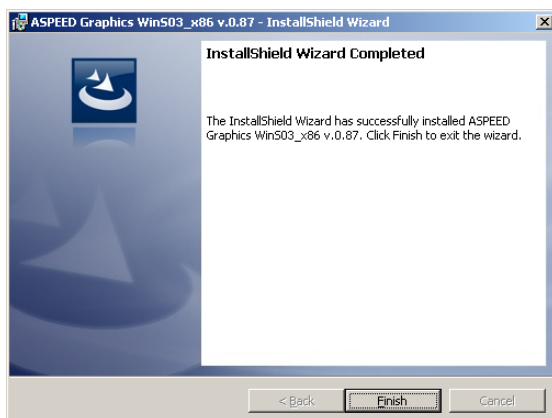 ASPEED Graphics WinS03_x86 v.0.87 - InstallShield Wizard
InstallShield Wizard Completed
The InstallShield Wizard has successfully installed ASPEED
Graphics WinS03_x86 v.0.87. Click Finish to exit the wizard.
< Back
Finish
Cancel